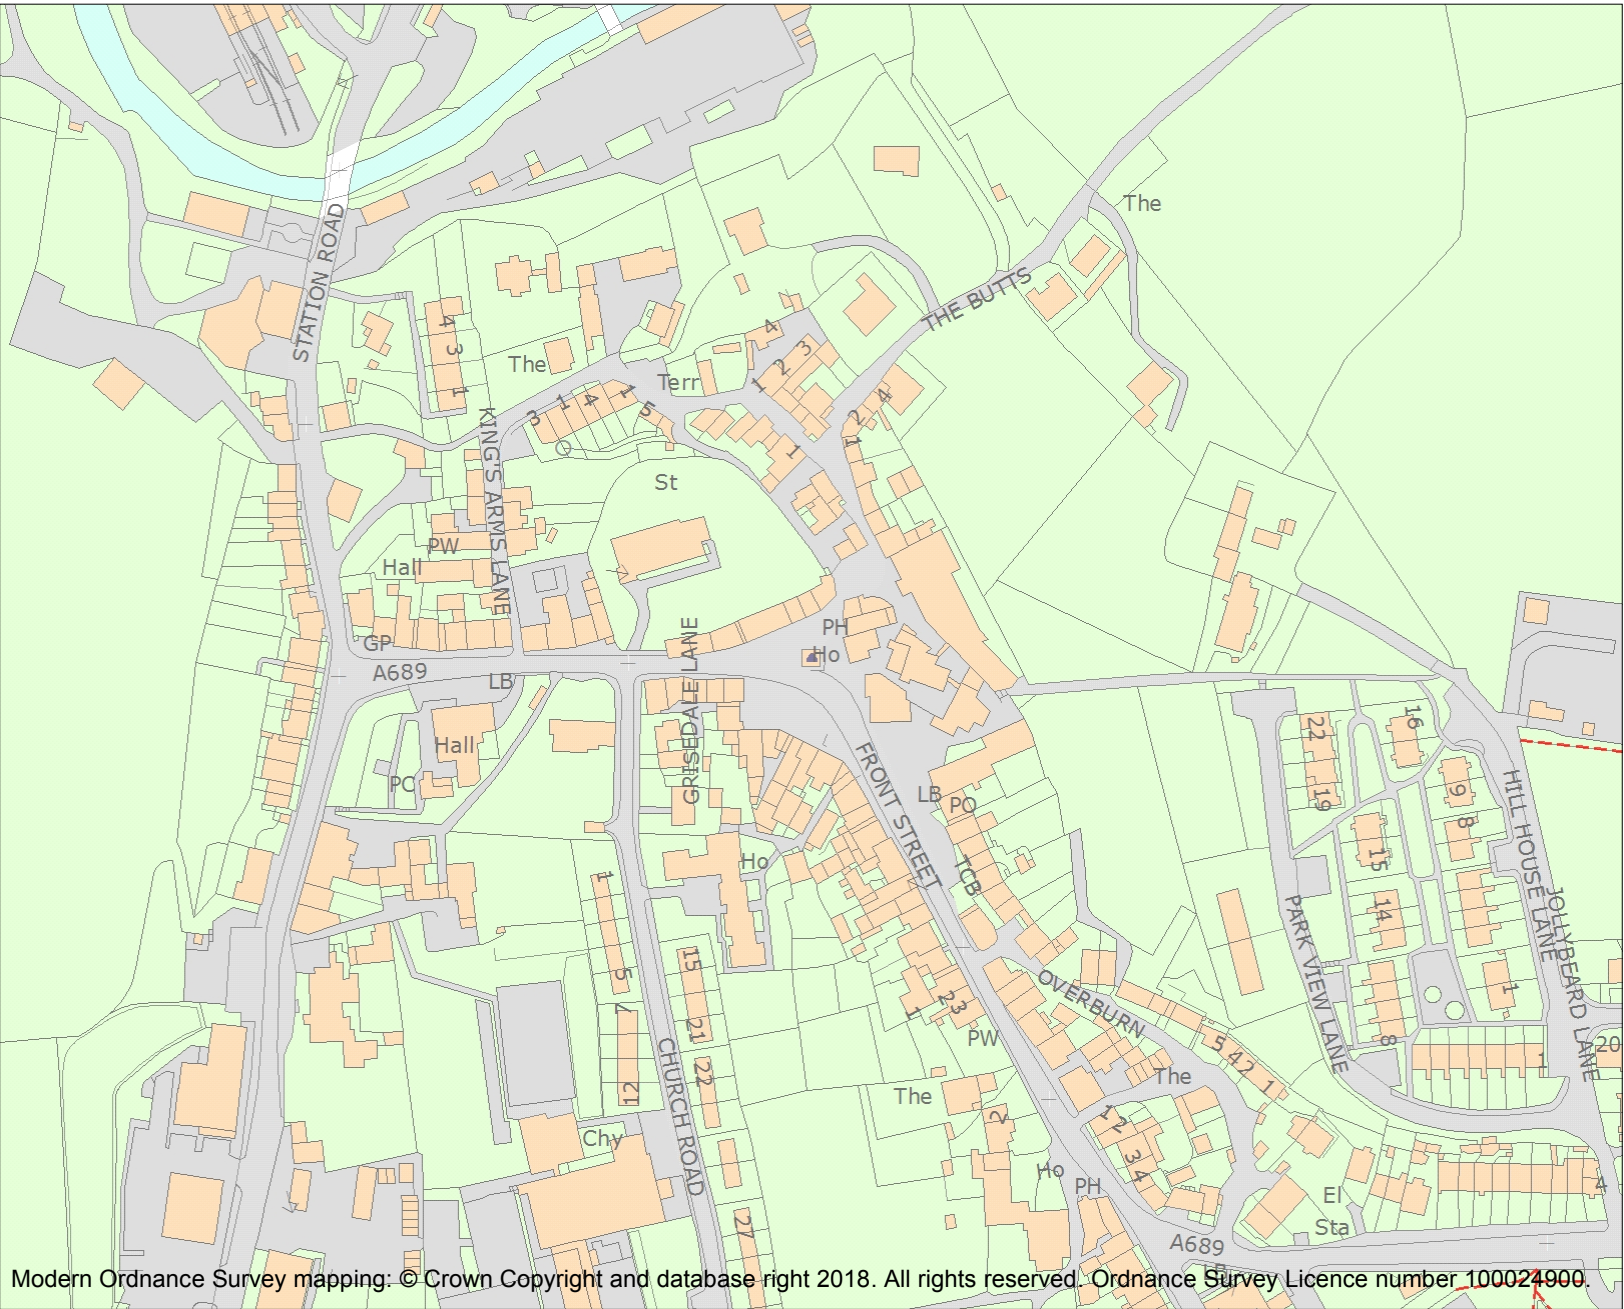 The
STATION ROAD
THE BUTTS
4
3
1
The
Terr
4
3
2
1
3
1
4
1
5
2
4
1
1
KING'S ARMS LANE
St
PW
Hall
GP
A689
LB
PH
Ho
GRISEDALE LANE
Hall
PC
FRONT STREET
LB
PO
TCB
Ho
22
19
16
15
14
9
8
8
1
1
HILL HOUSE LANE
JOLLYBEARD LANE
PARK VIEW LANE
20
1
5
7
12
15
21
22
27
CHURCH ROAD
OVERBURN
2
3
1
PW
The
The
5
4
2
1
1
2
3
4
2
Chy
Ho
PH
El
Sta
4
A689
Modern Ordnance Survey mapping: © Crown Copyright and database right 2018. All rights reserved. Ordnance Survey Licence number 100024900.